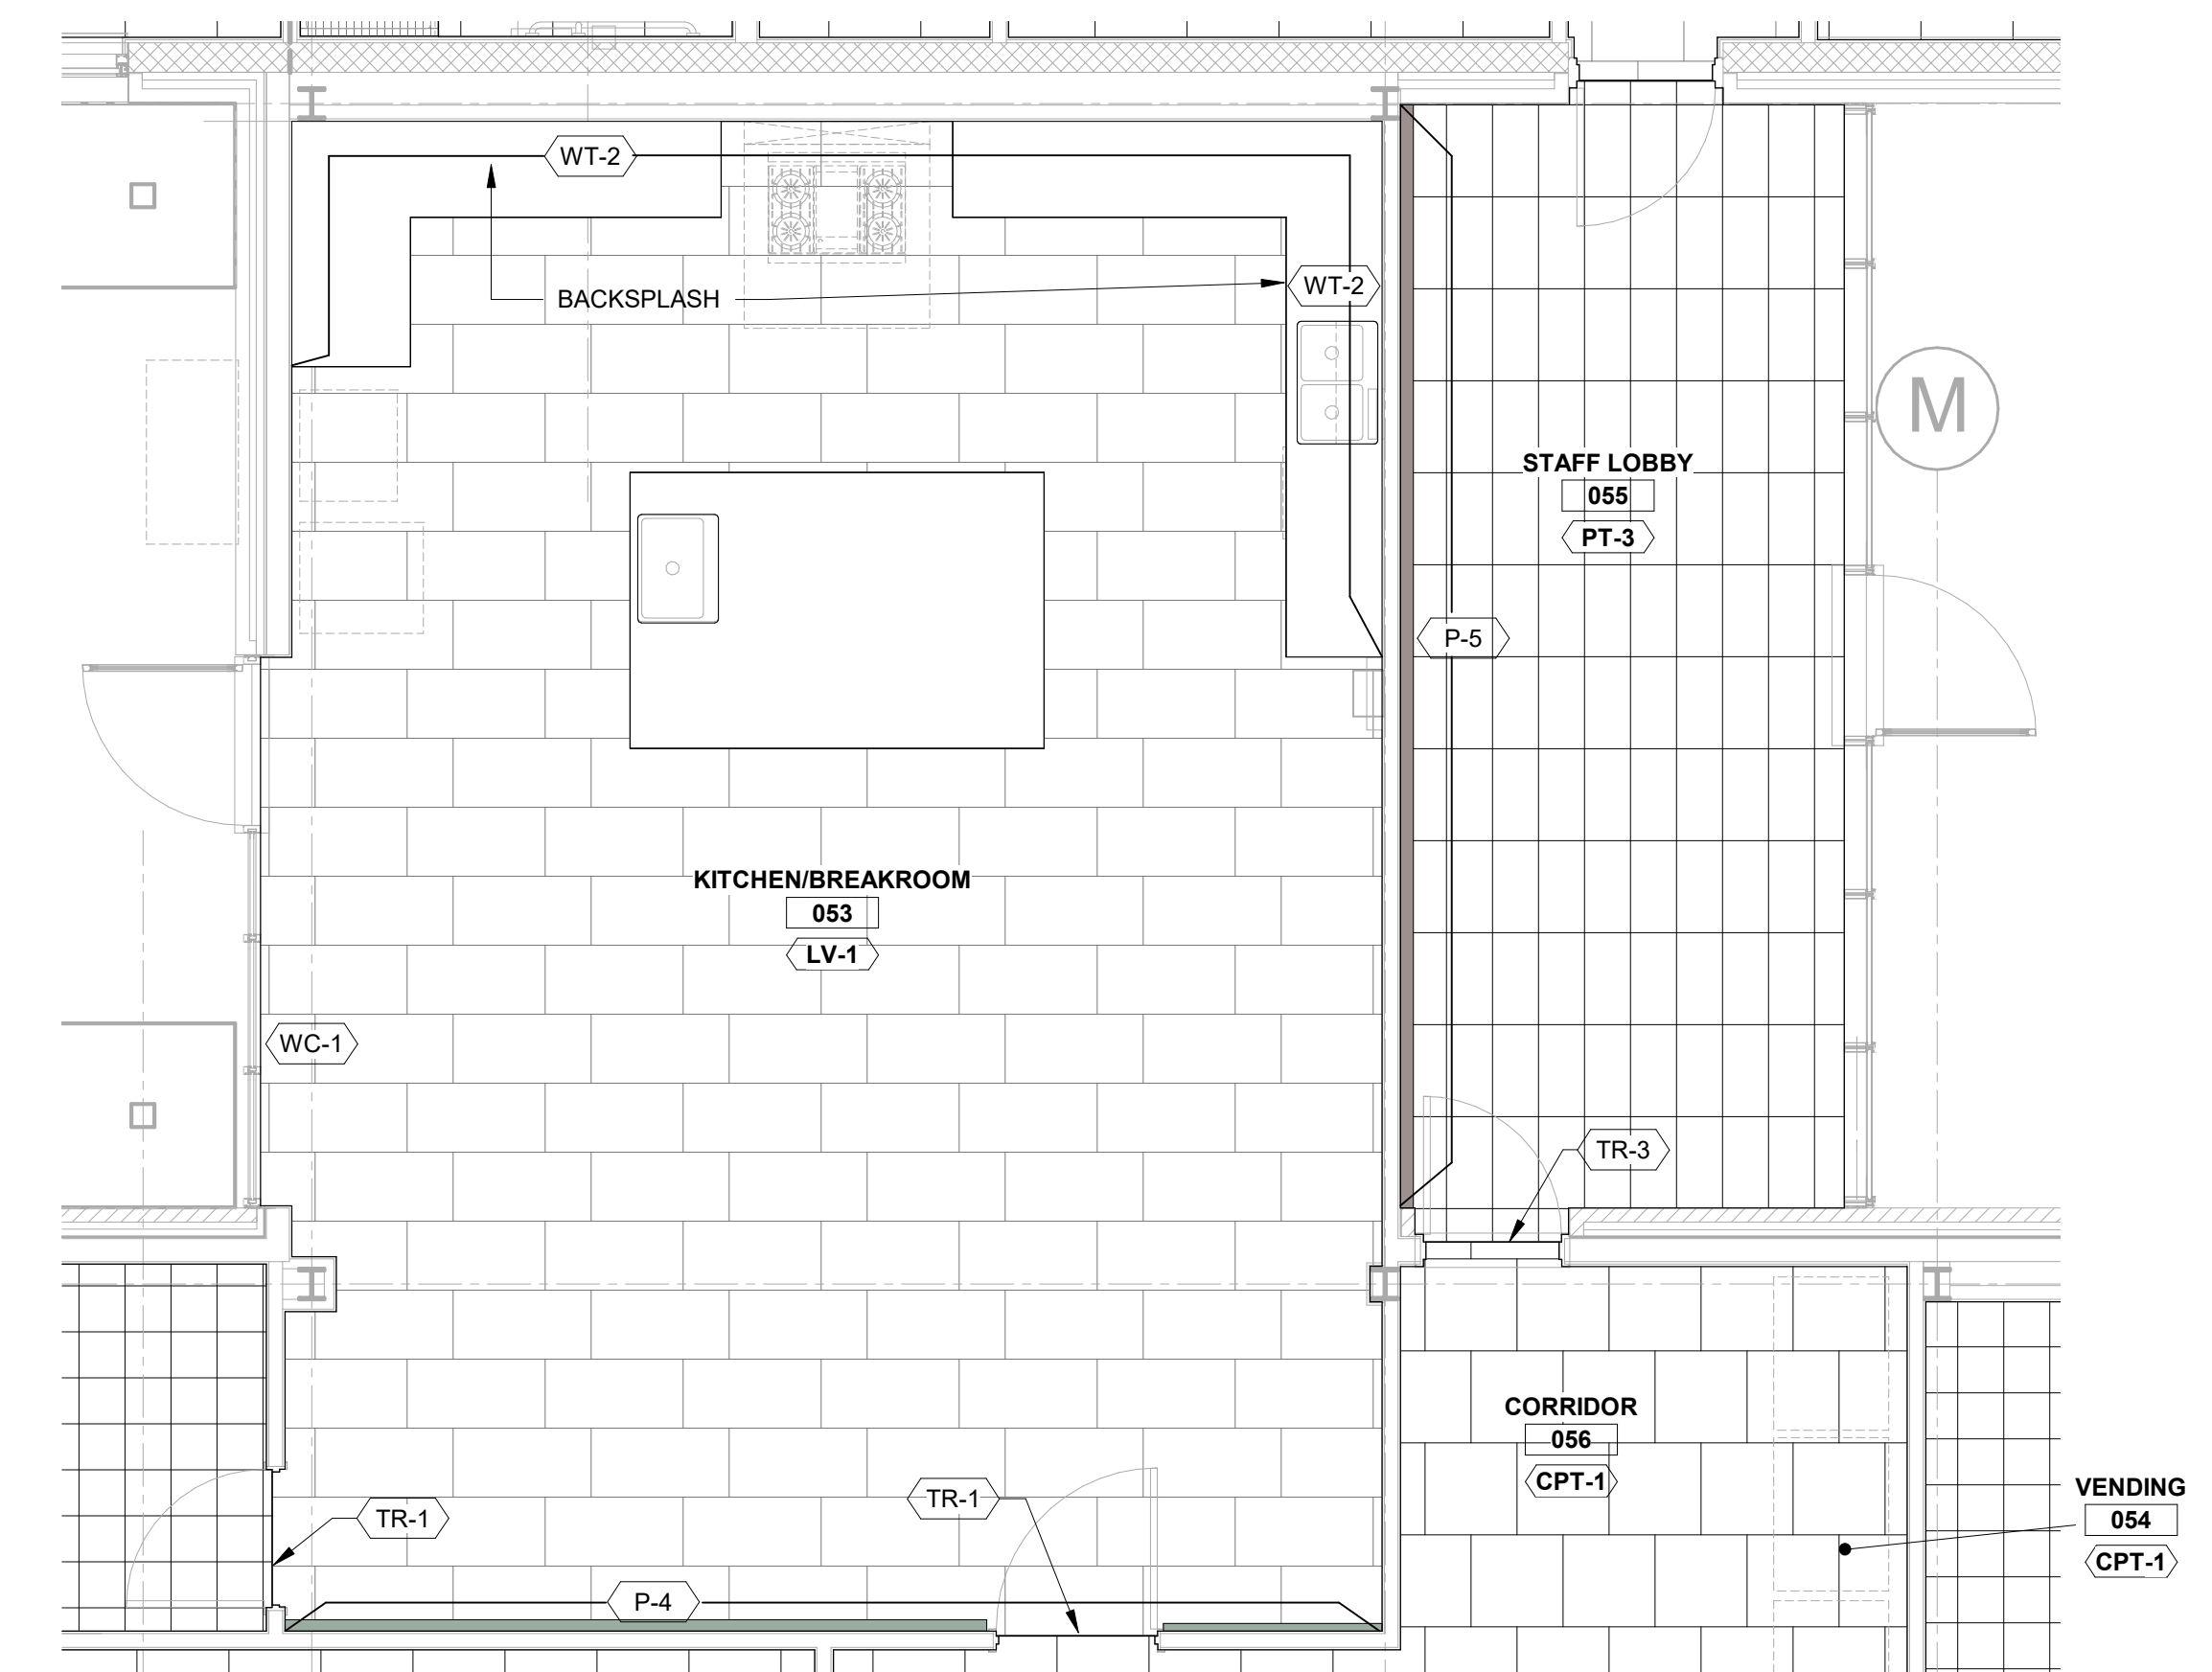 WT-2
BACKSPLASH
WT-2
M
STAFF LOBBY
055
PT-3
P-5
KITCHEN/BREAKROOM
053
LV-1
WC-1
TR-3
CORRIDOR
056
CPT-1
VENDING
054
CPT-1
TR-1
TR-1
P-4